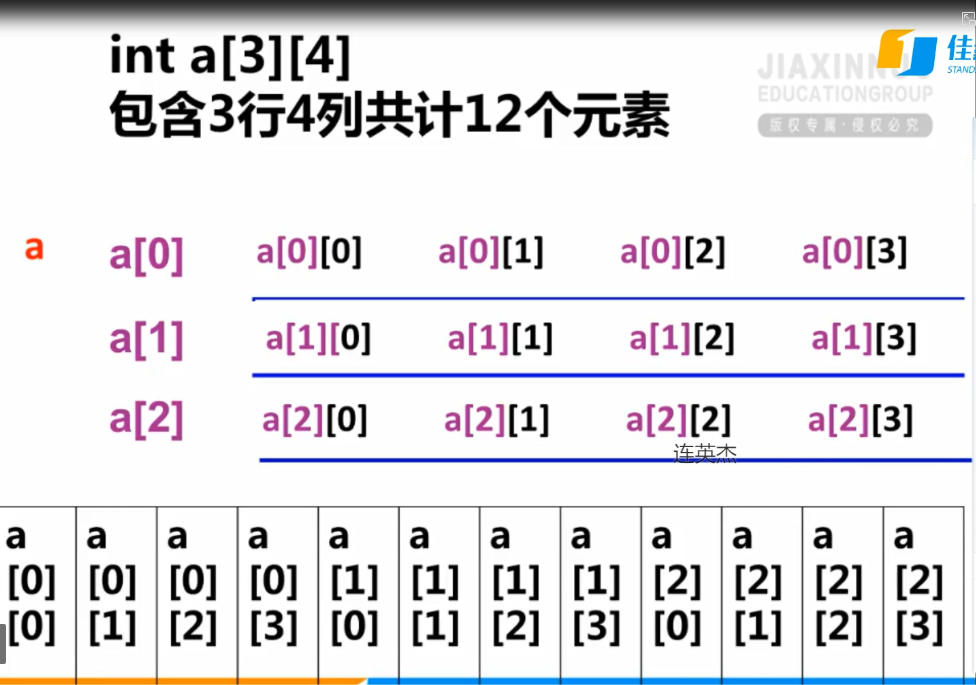 int a[3][4]
包含3行4列共计12个元素
EDUCATIONGROUP
版权专属·侵权必究
STAND
a a[0] a[0][0] a[0][1] a[0][2] a[0][3]
a[1] a[1][0] a[1][1] a[1][2] a[1][3]
a[2] a[2][0] a[2][1] a[2][2] a[2][3]
连英杰
a a a a a a a a a a a a
[0] [0] [0] [0] [1] [1] [1] [1] [2] [2] [2] [2]
[0] [1] [2] [3] [0] [1] [2] [3] [0] [1] [2] [3]